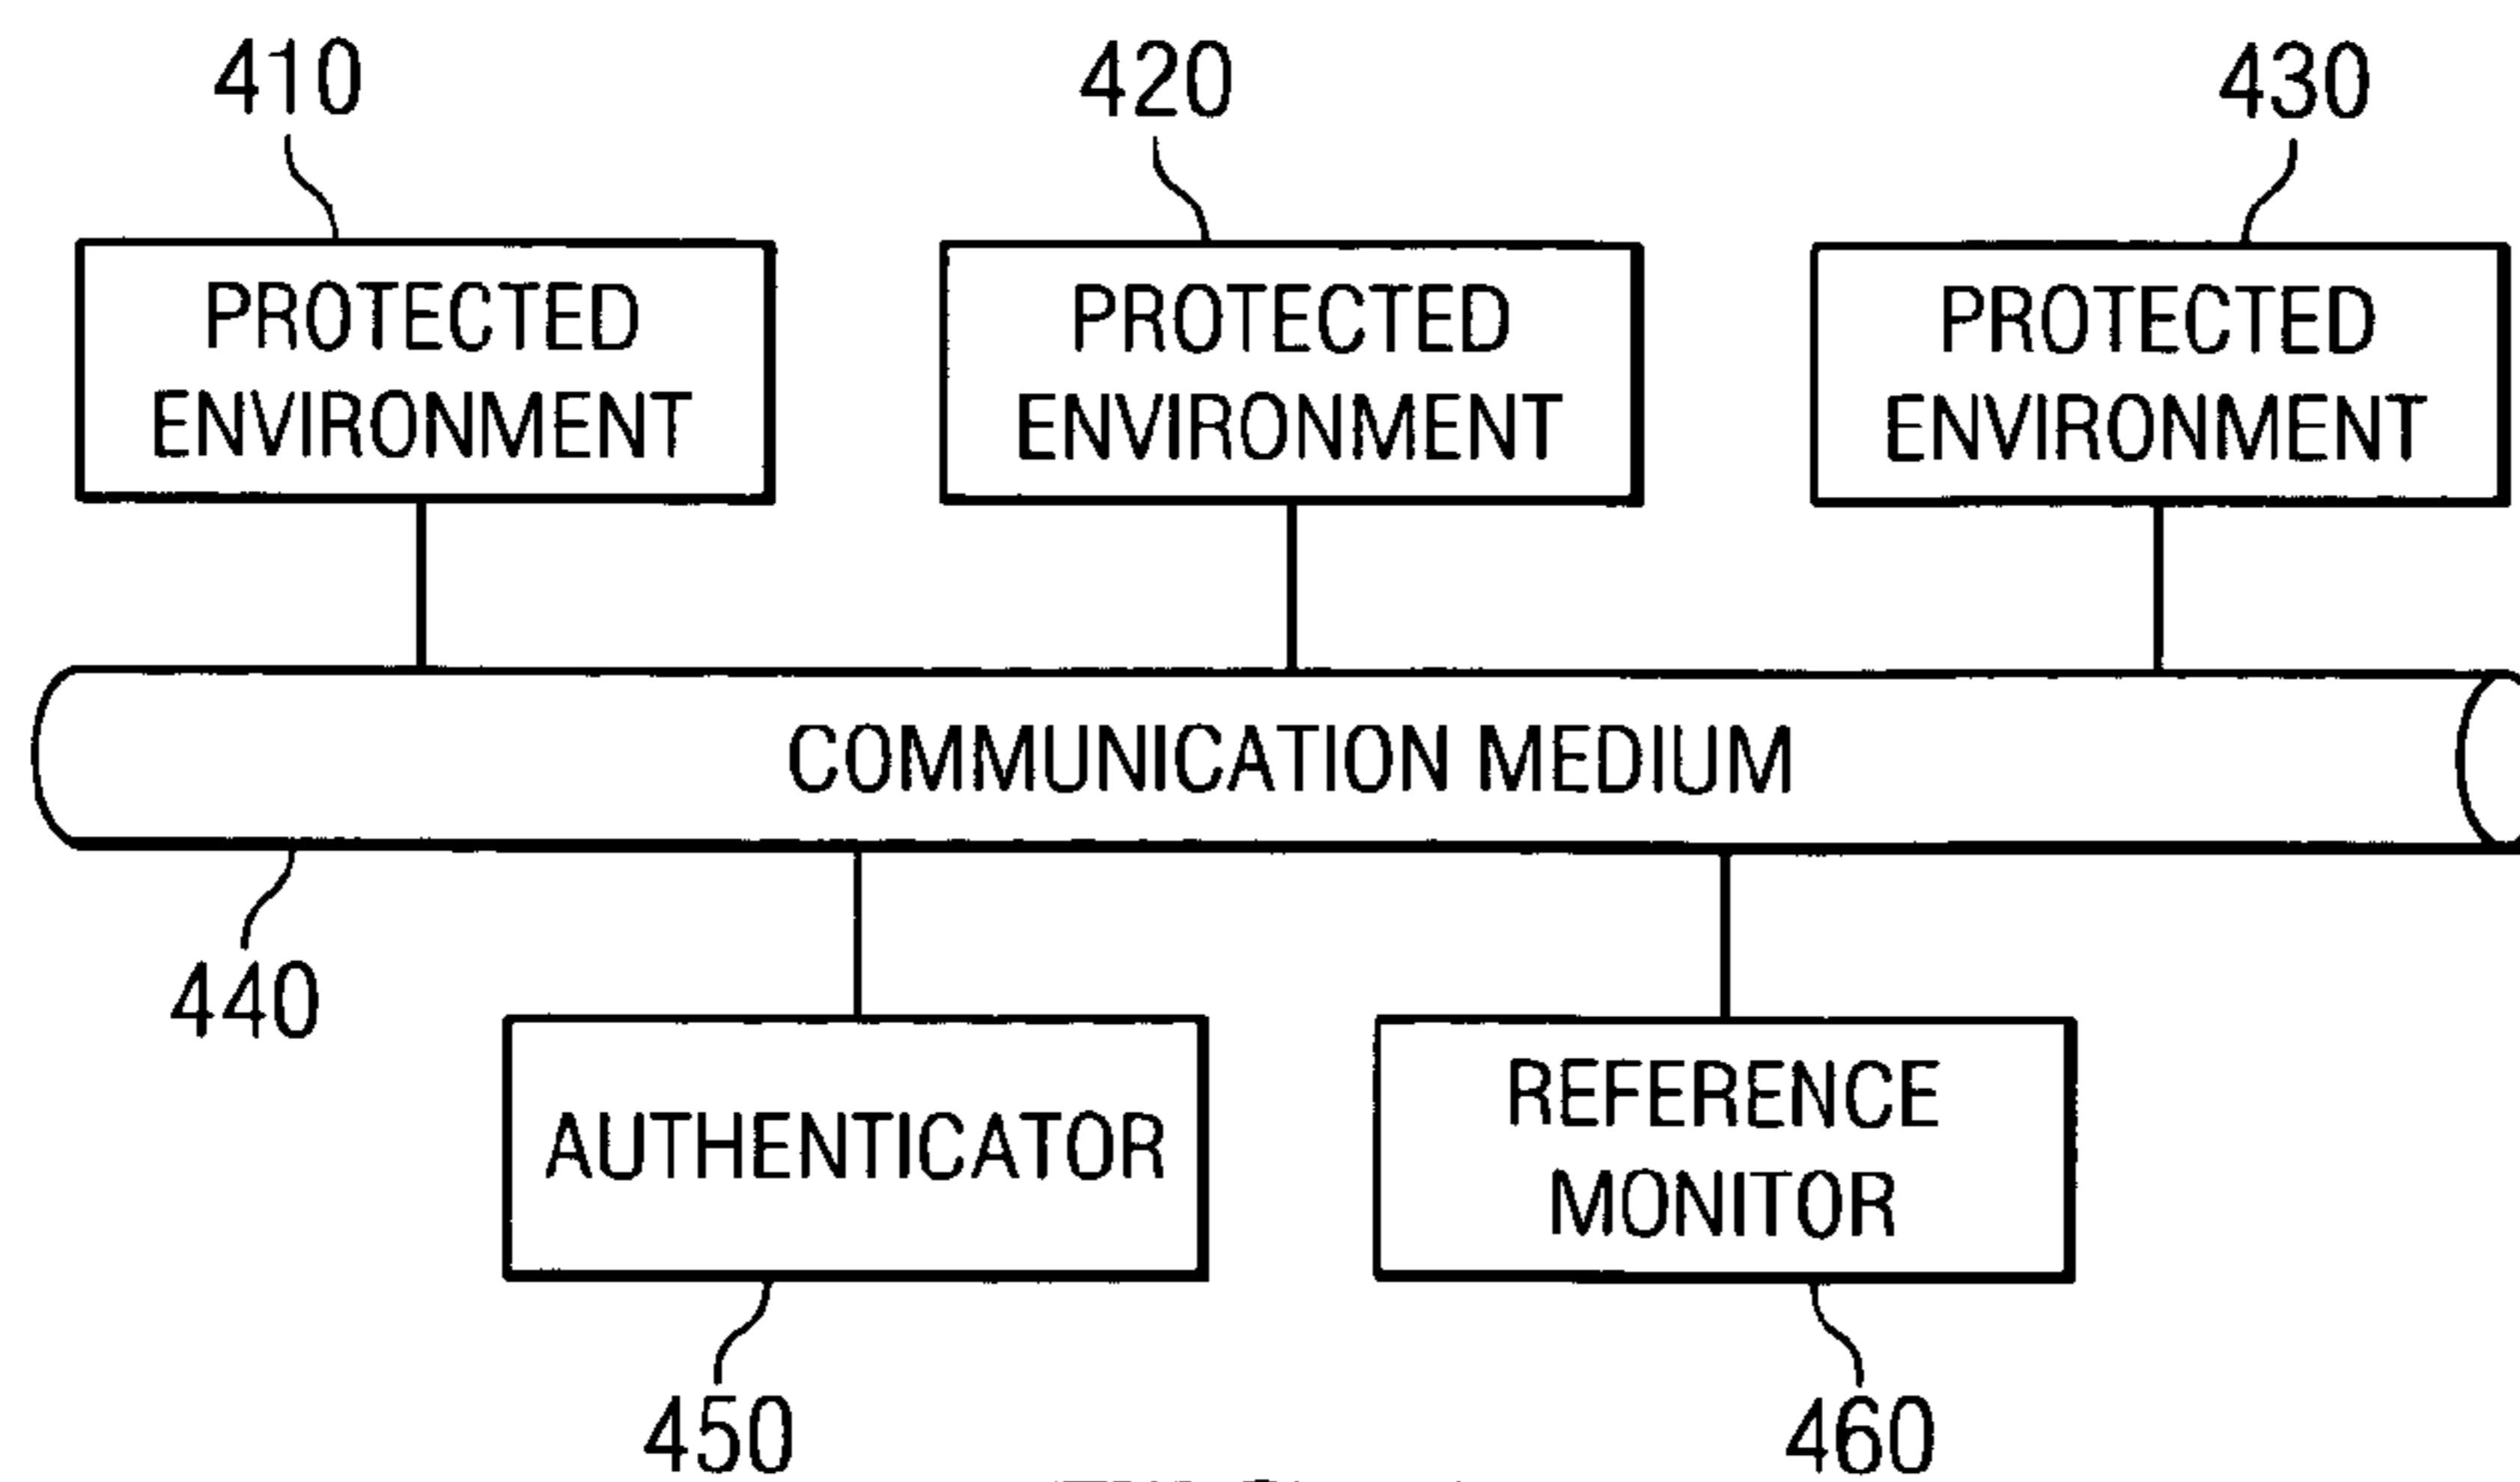 410
420
430
PROTECTED
ENVIRONMENT
PROTECTED
ENVIRONMENT
PROTECTED
ENVIRONMENT
COMMUNICATION MEDIUM
440
AUTHENTICATOR
REFERENCE
MONITOR
450
460